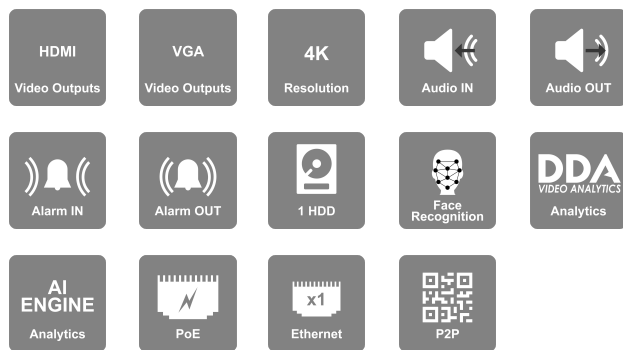 HDMI
Video Outputs
VGA
Video Outputs
4K
Resolution
Audio IN
Audio OUT
Alarm IN
Alarm OUT
1 HDD
Face
Recognition
DDA
VIDEO ANALYTICS
Analytics
AI
ENGINE
Analytics
PoE
x1
Ethernet
P2P